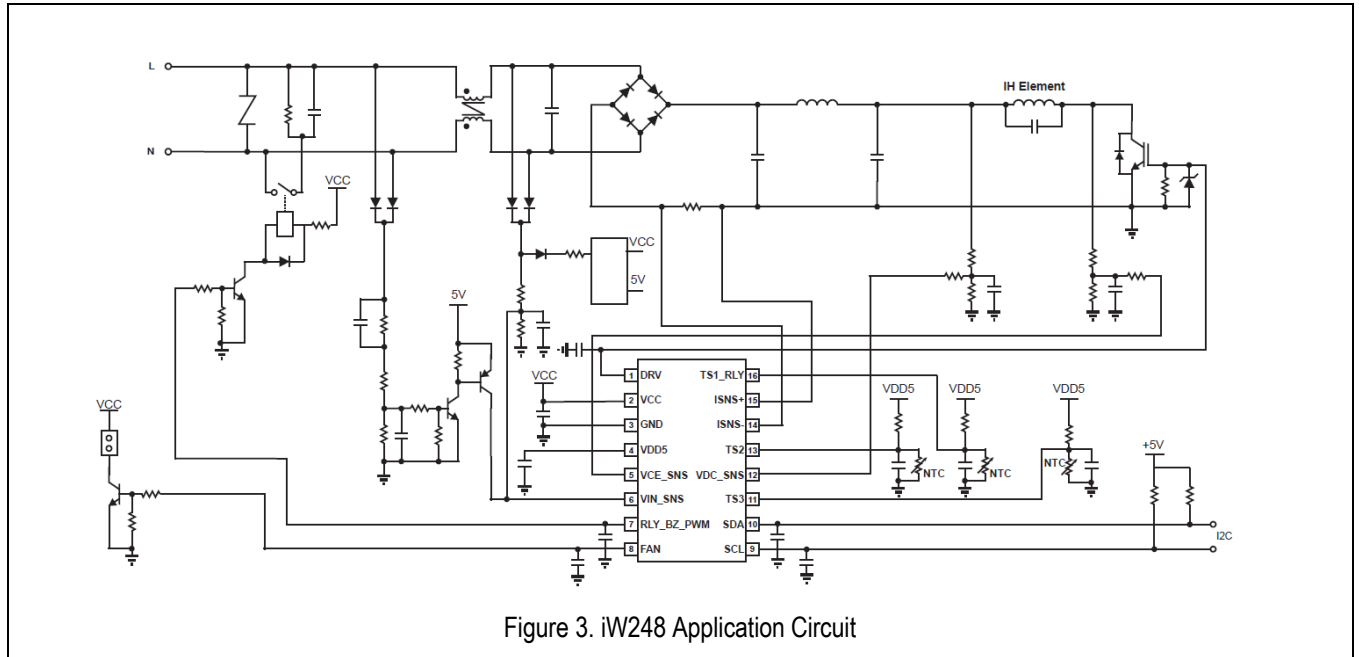 L
IH Element
N
VCC
VCC
5V
5V
VCC
1 DRV
TS1_RLY 16
VDD5
VDD5
VDD5
VCC
2 VCC
ISNS+ 15
3 GND
ISNS- 14
+5V
4 VDD5
TS2 13
NTC
NTC
NTC
5 VCE_SNS
VDC_SNS 12
6 VIN_SNS
TS3 11
7 RLY_BZ_PWM
SDA 10
I2C
8 FAN
SCL 9
Figure 3. iW248 Application Circuit